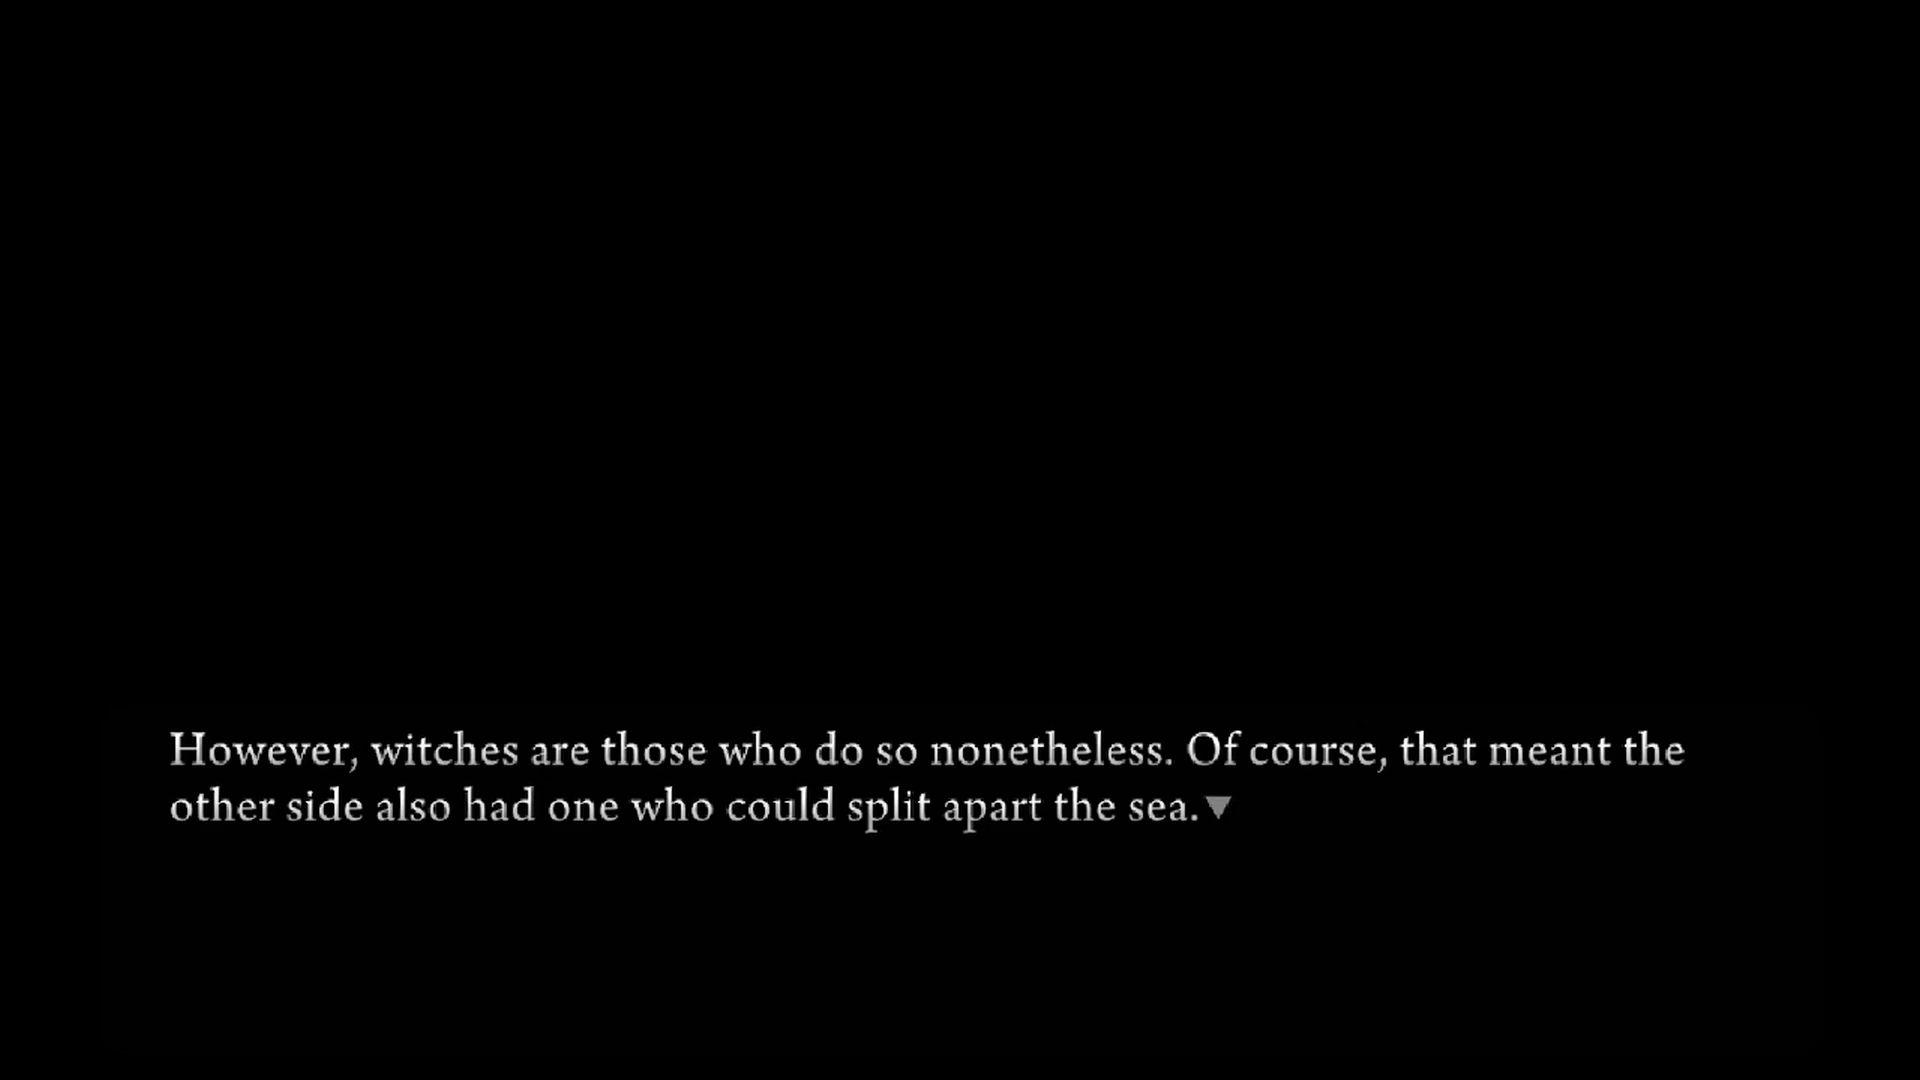 However, witches are those who do so nonetheless. Of course, that meant the
other side also had one who could split apart the sea.▼